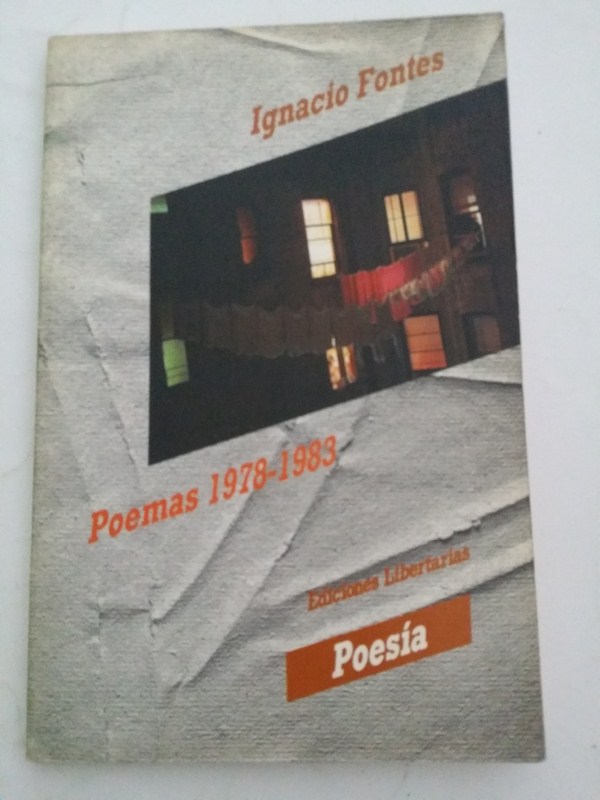 Ignacio Fontes
Poemas 1978-1983
Ediciones Libertarias
Poesía